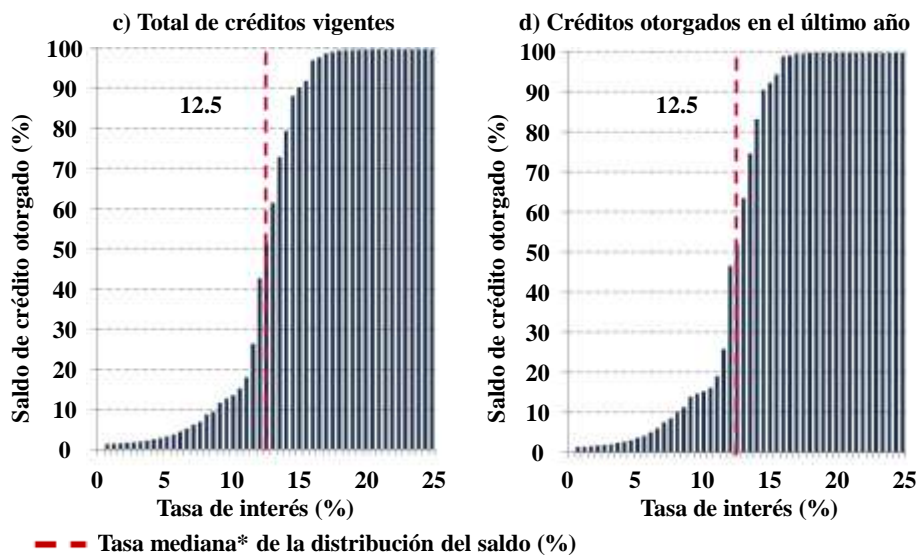 c) Total de créditos vigentes
100
90
80
70
60
50
40
30
20
10
0
12.5
0 5 10 15 20 25
Saldo de crédito otorgado (%)
Tasa de interés (%)
d) Créditos otorgados en el último año
100
90
80
70
60
50
40
30
20
10
0
12.5
0 5 10 15 20 25
Saldo de crédito otorgado (%)
Tasa de interés (%)
Tasa mediana* de la distribución del saldo (%)